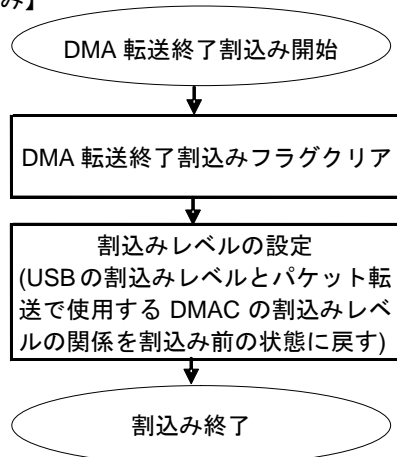 み】
DMA 転送終了割込み開始
DMA 転送終了割込みフラグクリア
割込みレベルの設定
(USBの割込みレベルとパケット転
送で使用する DMAC の割込みレベ
ルの関係を割込み前の状態に戻す)
割込み終了